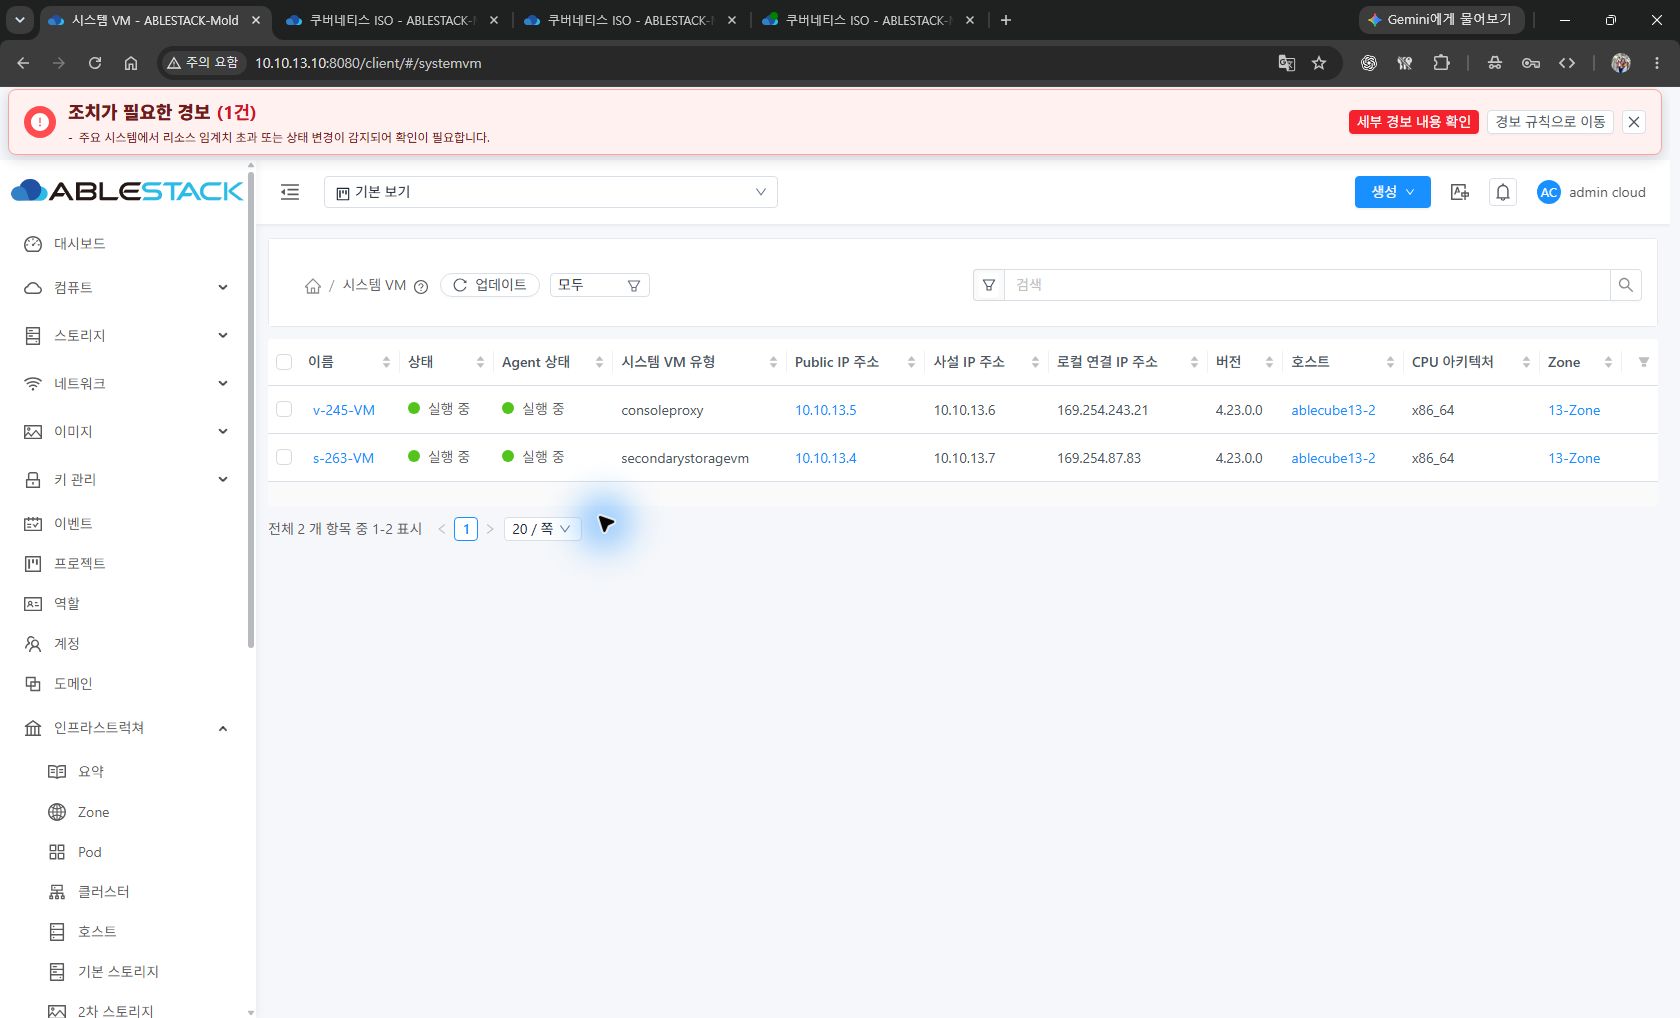 시스템 VM - ABLESTACK-Mold
쿠버네티스 ISO - ABLESTACK-
쿠버네티스 ISO - ABLESTACK-
쿠버네티스 ISO - ABLESTACK-
Gemini에게 물어보기
주의 요함
10.10.13.10:8080/client/#/systemvm
조치가 필요한 경보 (1건)
- 주요 시스템에서 리소스 임계치 초과 또는 상태 변경이 감지되어 확인이 필요합니다.
세부 경보 내용 확인
경보 규칙으로 이동
ABLESTACK
기본 보기
생성
AC admin cloud
대시보드
컴퓨트
스토리지
네트워크
이미지
키 관리
이벤트
프로젝트
역할
계정
도메인
인프라스트럭쳐
요약
Zone
Pod
클러스터
호스트
기본 스토리지
2차 스토리지
/ 시스템 VM
업데이트
모두
검색
이름 상태 Agent 상태 시스템 VM 유형 Public IP 주소 사설 IP 주소 로컬 연결 IP 주소 버전 호스트 CPU 아키텍처 Zone
v-245-VM 실행 중 실행 중 consoleproxy 10.10.13.5 10.10.13.6 169.254.243.21 4.23.0.0 ablecube13-2 x86_64 13-Zone
s-263-VM 실행 중 실행 중 secondarystoragevm 10.10.13.4 10.10.13.7 169.254.87.83 4.23.0.0 ablecube13-2 x86_64 13-Zone
전체 2 개 항목 중 1-2 표시 < 1 > 20 / 쪽